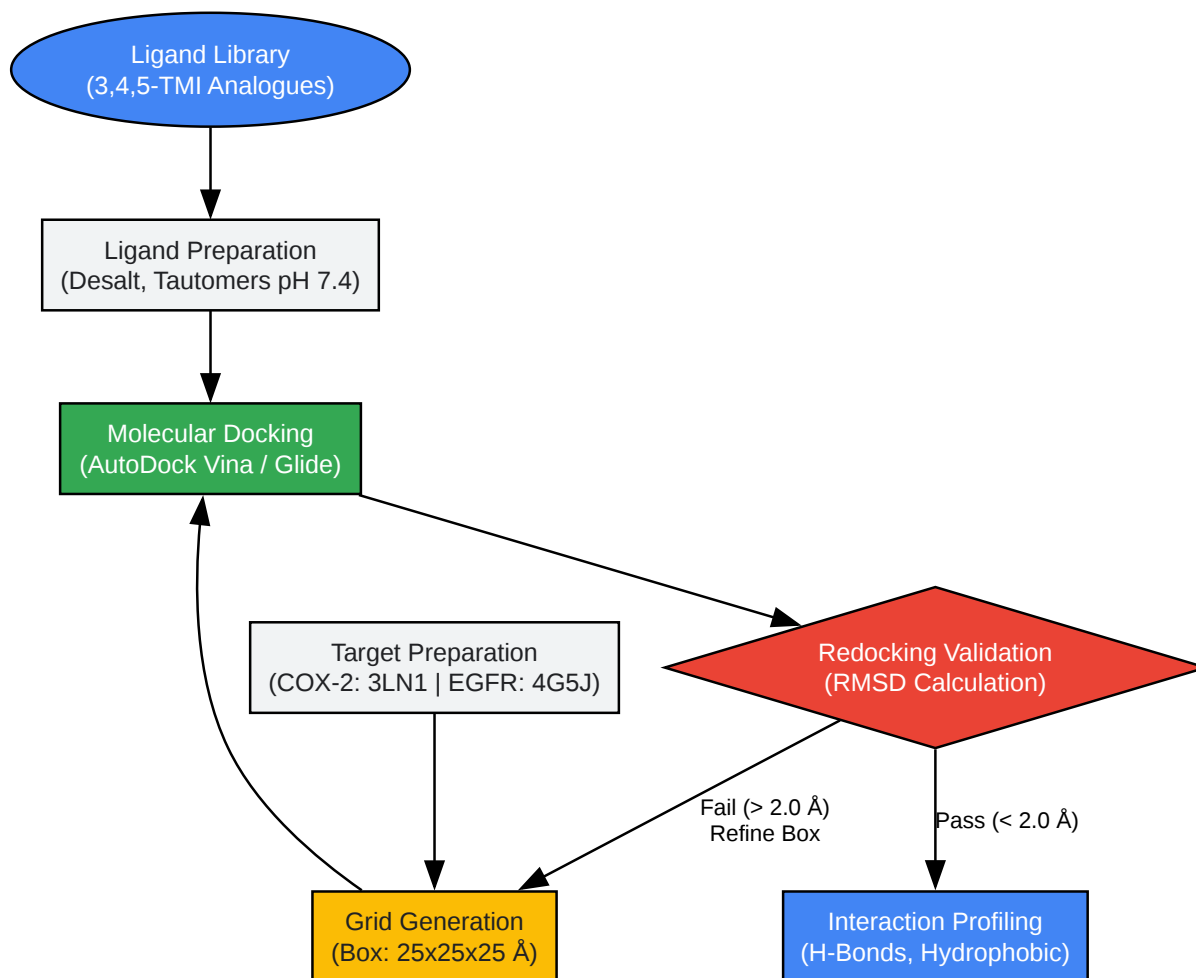 Ligand Library
(3,4,5-TMI Analogues)
Ligand Preparation
(Desalt, Tautomers pH 7.4)
Molecular Docking
(AutoDock Vina / Glide)
Target Preparation
(COX-2: 3LN1 | EGFR: 4G5J)
Redocking Validation
(RMSD Calculation)
Fail (> 2.0 Å)
Refine Box
Pass (< 2.0 Å)
Grid Generation
(Box: 25x25x25 Å)
Interaction Profiling
(H-Bonds, Hydrophobic)